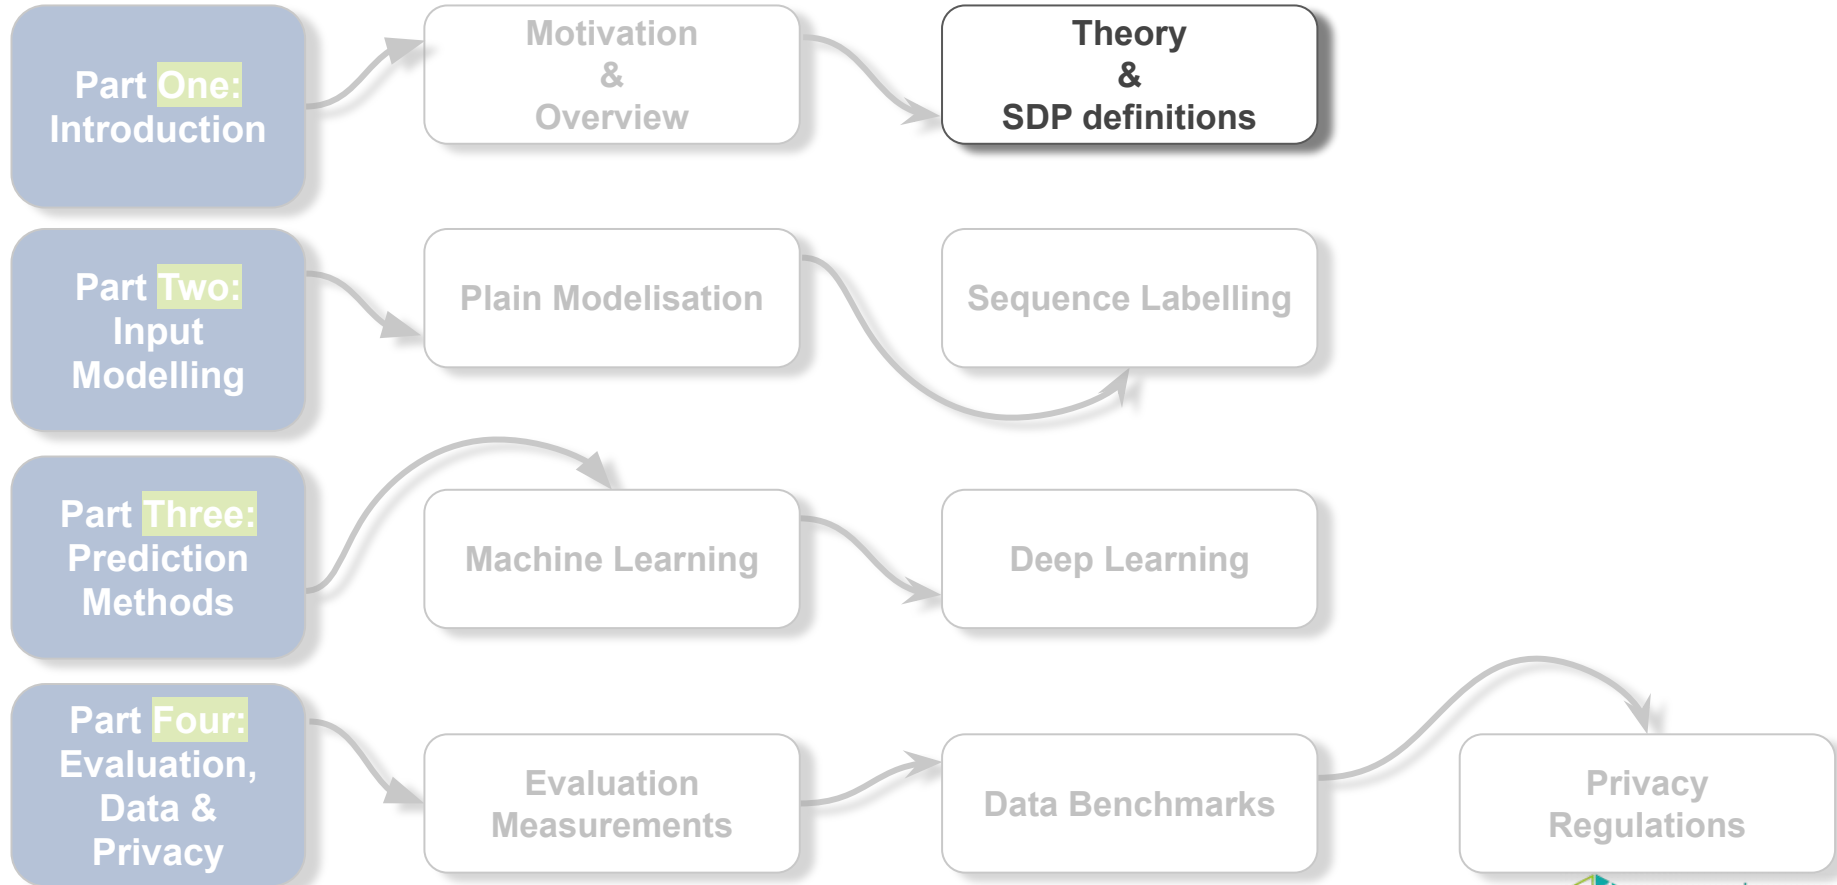 Part One:
Introduction
Motivation
&
Overview
Theory
&
SDP definitions
Part Two:
Input
Modelling
Plain Modelisation
Sequence Labelling
Part Three:
Prediction
Methods
Machine Learning
Deep Learning
Part Four:
Evaluation,
Data &
Privacy
Evaluation
Measurements
Data Benchmarks
Privacy
Regulations